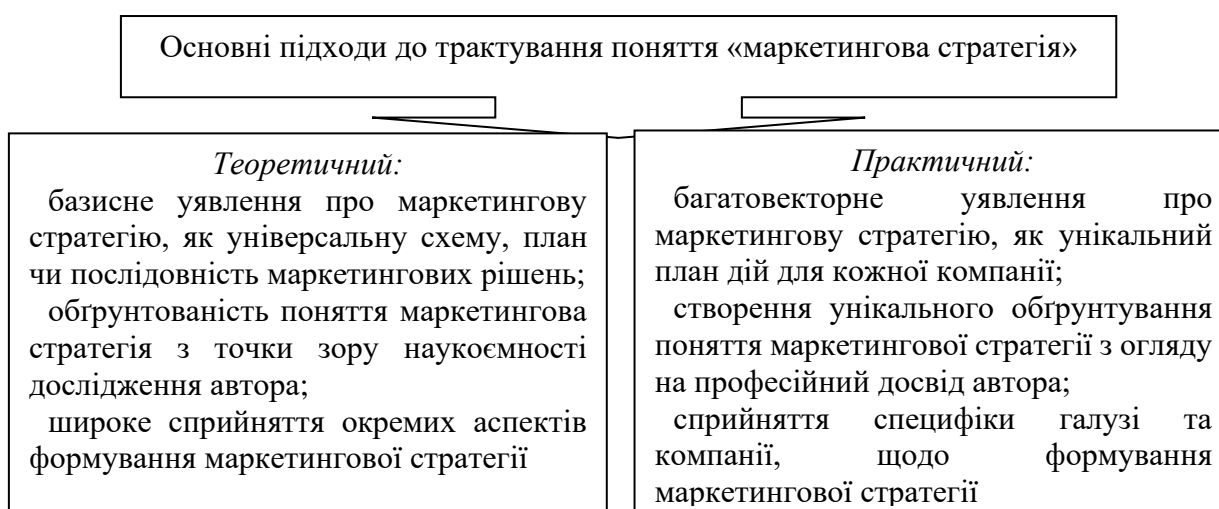 Основні підходи до трактування поняття «маркетингова стратегія»
Теоретичний:
базисне уявлення про маркетингову
стратегію, як універсальну схему, план
чи послідовність маркетингових рішень;
обґрунтованість поняття маркетингова
стратегія з точки зору наукоємності
дослідження автора;
широке сприйняття окремих аспектів
формування маркетингової стратегії
Практичний:
багатовекторне уявлення про
маркетингову стратегію, як унікальний
план дій для кожної компанії;
створення унікального обґрунтування
поняття маркетингової стратегії з огляду
на професійний досвід автора;
сприйняття специфіки галузі та
компанії, щодо формування
маркетингової стратегії